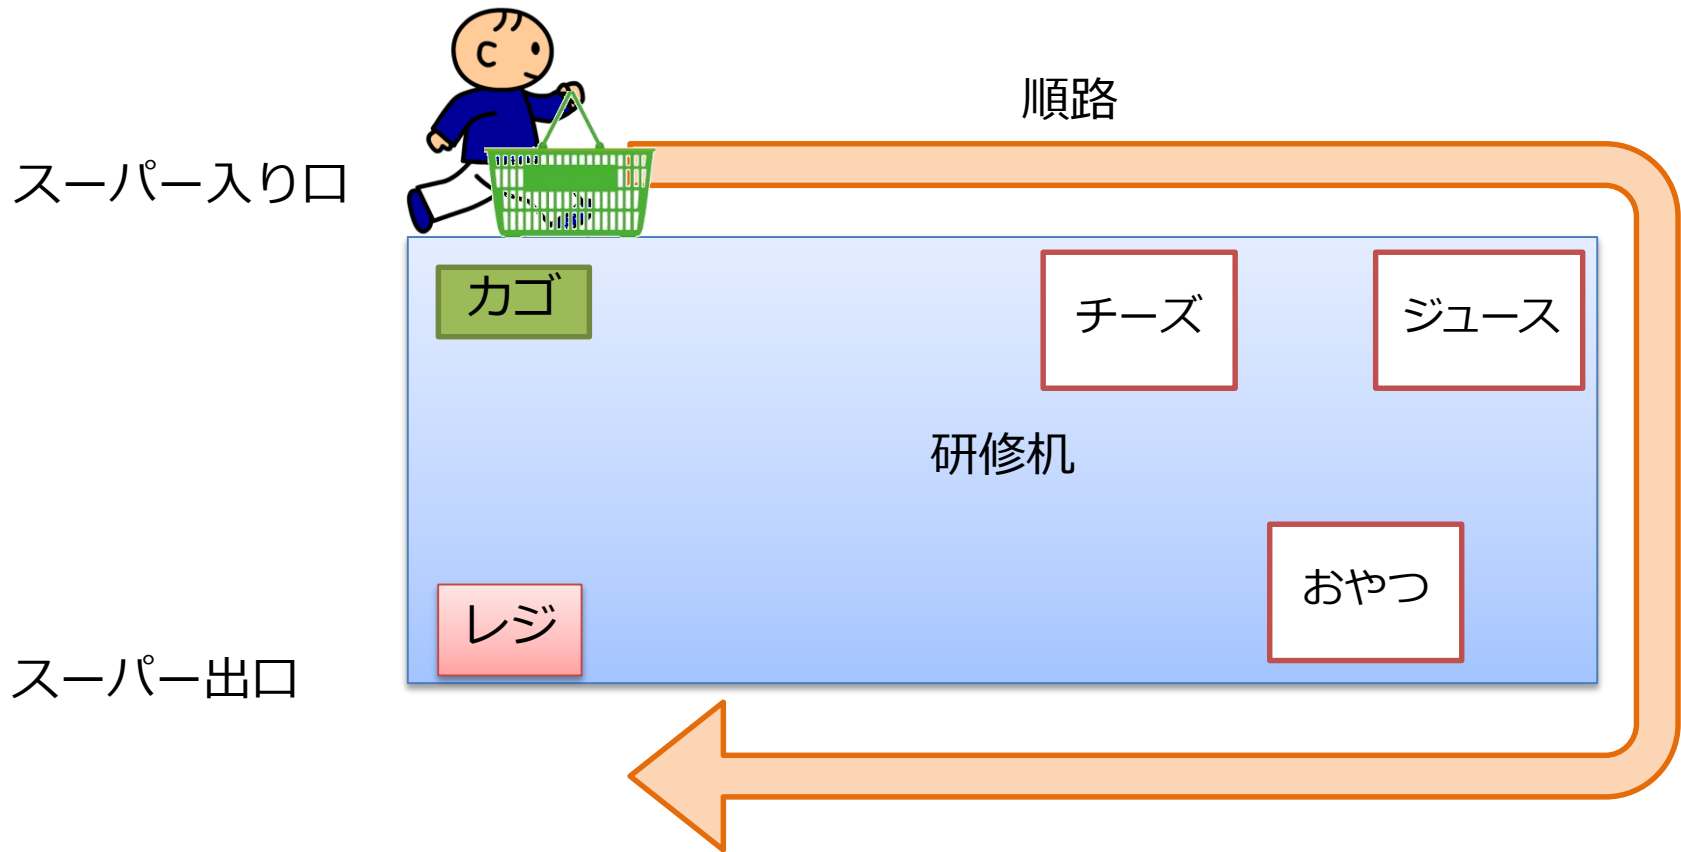 順路
スーパー入り口
カゴ
チーズ
ジュース
研修机
おやつ
レジ
スーパー出口